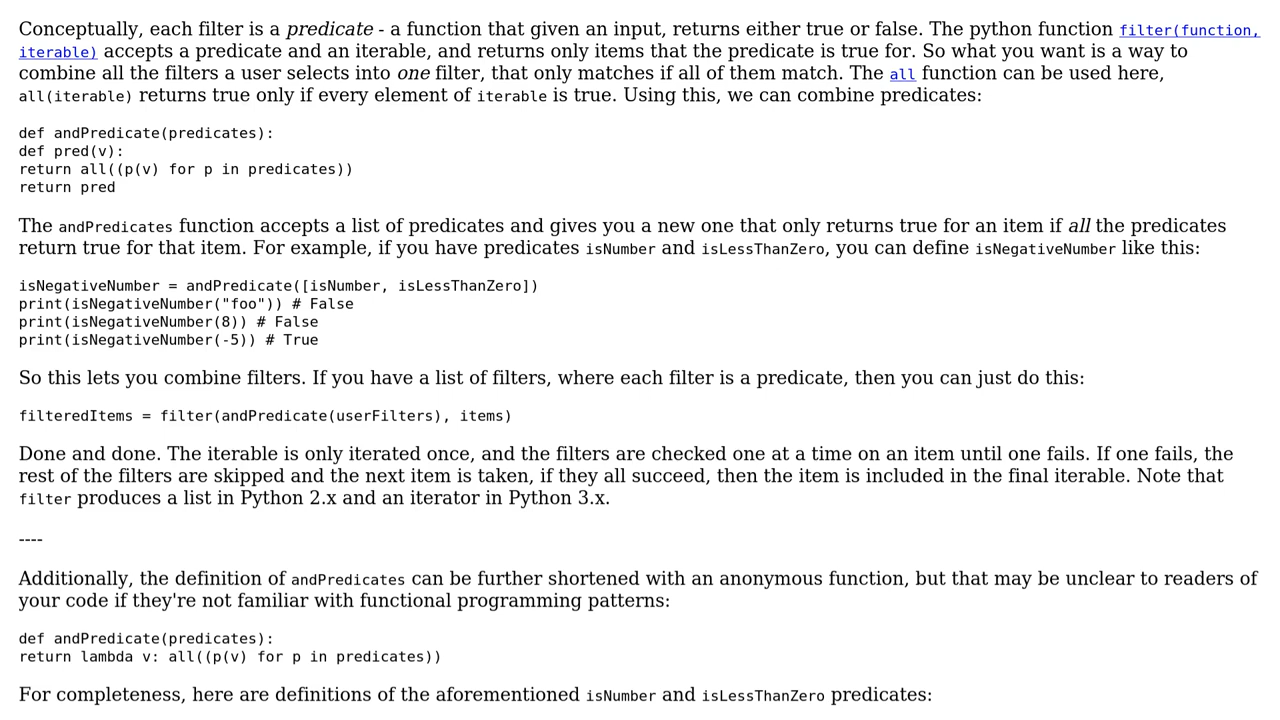 Conceptually, each filter is a predicate - a function that given an input, returns either true or false. The python function filter(function,
iterable) accepts a predicate and an iterable, and returns only items that the predicate is true for. So what you want is a way to
combine all the filters a user selects into one filter, that only matches if all of them match. The all function can be used here,
all(iterable) returns true only if every element of iterable is true. Using this, we can combine predicates:
def andPredicate(predicates):
def pred(v):
return all((p(v) for p in predicates))
return pred
The andPredicates function accepts a list of predicates and gives you a new one that only returns true for an item if all the predicates
return true for that item. For example, if you have predicates isNumber and isLessThanZero, you can define isNegativeNumber like this:
isNegativeNumber = andPredicate([isNumber, isLessThanZero])
print(isNegativeNumber("foo")) # False
print(isNegativeNumber(8)) # False
print(isNegativeNumber(-5)) # True
So this lets you combine filters. If you have a list of filters, where each filter is a predicate, then you can just do this:
filteredItems = filter(andPredicate(userFilters), items)
Done and done. The iterable is only iterated once, and the filters are checked one at a time on an item until one fails. If one fails, the
rest of the filters are skipped and the next item is taken, if they all succeed, then the item is included in the final iterable. Note that
filter produces a list in Python 2.x and an iterator in Python 3.x.
----
Additionally, the definition of andPredicates can be further shortened with an anonymous function, but that may be unclear to readers of
your code if they're not familiar with functional programming patterns:
def andPredicate(predicates):
return lambda v: all((p(v) for p in predicates))
For completeness, here are definitions of the aforementioned isNumber and isLessThanZero predicates: